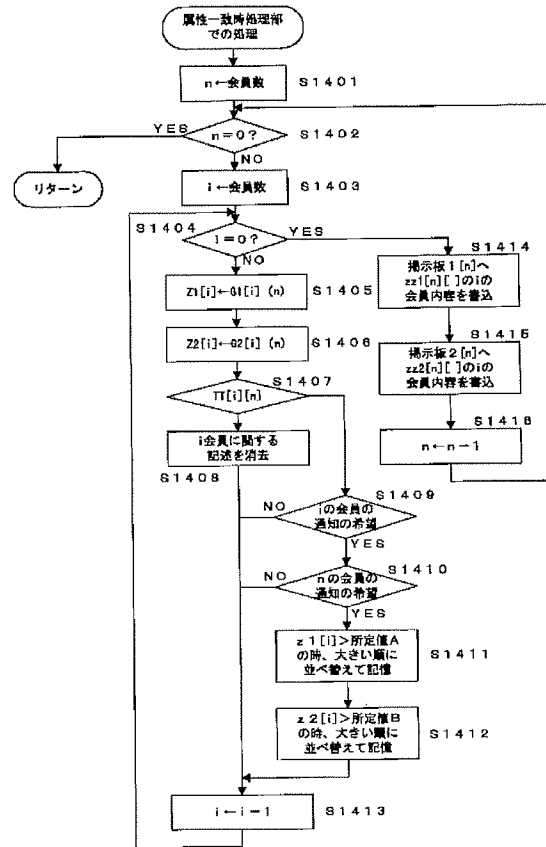 属性一致時処理部
での処理
n←会員数
S1401
YES
n=0?
S1402
NO
リターン
i←会員数
S1403
S1404
i=0?
YES
NO
S1414
掲示板1[n]へ
zz1[n][ ]のiの
会員内容を書込
Z1[i]←G1[i] (n)
S1405
S1415
Z2[i]←G2[i] (n)
S1406
掲示板2[n]へ
zz2[n][ ]のiの
会員内容を書込
S1407
TT[i][n]
S1416
n←n-1
i会員に関する
記述を消去
S1408
S1409
NO
iの会員の
通知の希望
YES
S1410
NO
nの会員の
通知の希望
YES
z1[i]>所定値A
の時、大きい順に
並べ替えて記憶
S1411
z2[i]>所定値B
の時、大きい順に
並べ替えて記憶
S1412
i←i-1
S1413